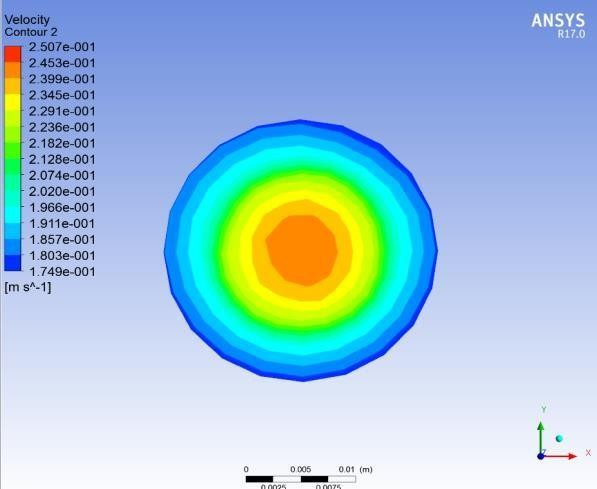 Velocity
Contour 2
2.507e-001
2.453e-001
2.399e-001
2.345e-001
2.291e-001
2.236e-001
2.182e-001
2.128e-001
2.074e-001
2.020e-001
1.966e-001
1.911e-001
1.857e-001
1.803e-001
1.749e-001
[m s^-1]
ANSYS
R17.0
Y
X
Z
0 0.005 0.01 (m)
0.0025 0.0075